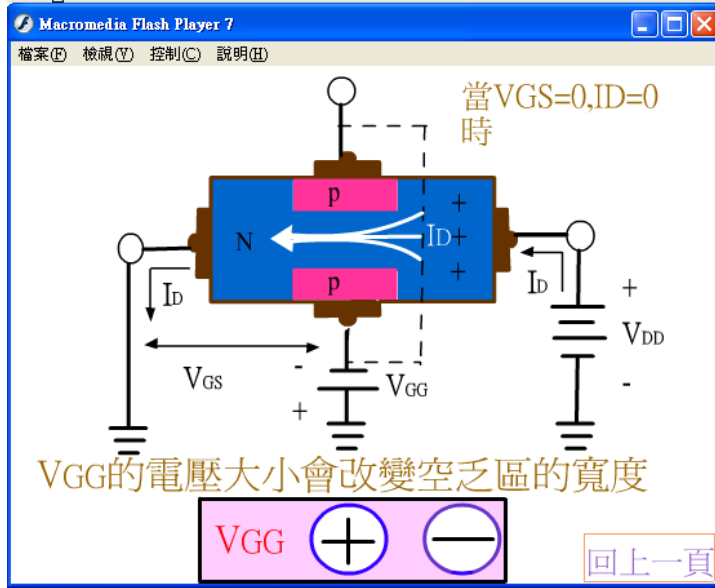 Macromedia Flash Player 7
檔案(F) 檢視(V) 控制(C) 說明(H)
當VGS=0,ID=0
時
p
+
N
ID+
+
p
ID
ID
+
VDD
-
VGS
-
VGG
+
VGG的電壓大小會改變空乏區的寬度
VGG + -
回上一頁